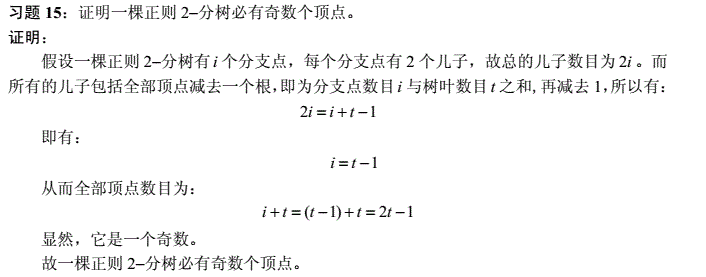 习题 15：证明一棵正则 2–分树必有奇数个顶点。
证明：
假设一棵正则 2–分树有 i 个分支点，每个分支点有 2 个儿子，故总的儿子数目为 2i 。而
所有的儿子包括全部顶点减去一个根，即为分支点数目 i 与树叶数目 t 之和, 再减去 1，所以有：
2i = i + t − 1
即有：
i = t − 1
从而全部顶点数目为：
i + t = (t − 1) + t = 2t − 1
显然，它是一个奇数。
故一棵正则 2–分树必有奇数个顶点。